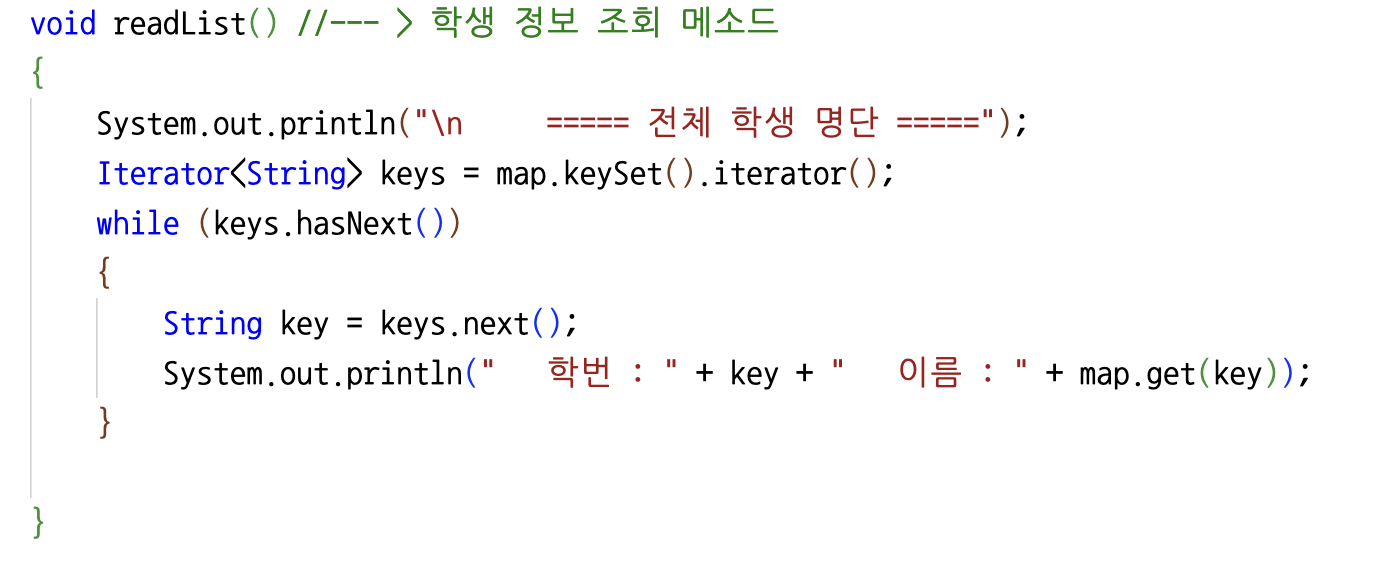 void readList() //--- > 학생 정보 조회 메소드
{
    System.out.println("\n     ===== 전체 학생 명단 =====");
    Iterator<String> keys = map.keySet().iterator();
    while (keys.hasNext())
    {
        String key = keys.next();
        System.out.println("   학번 : " + key + "   이름 : " + map.get(key));
    }
}